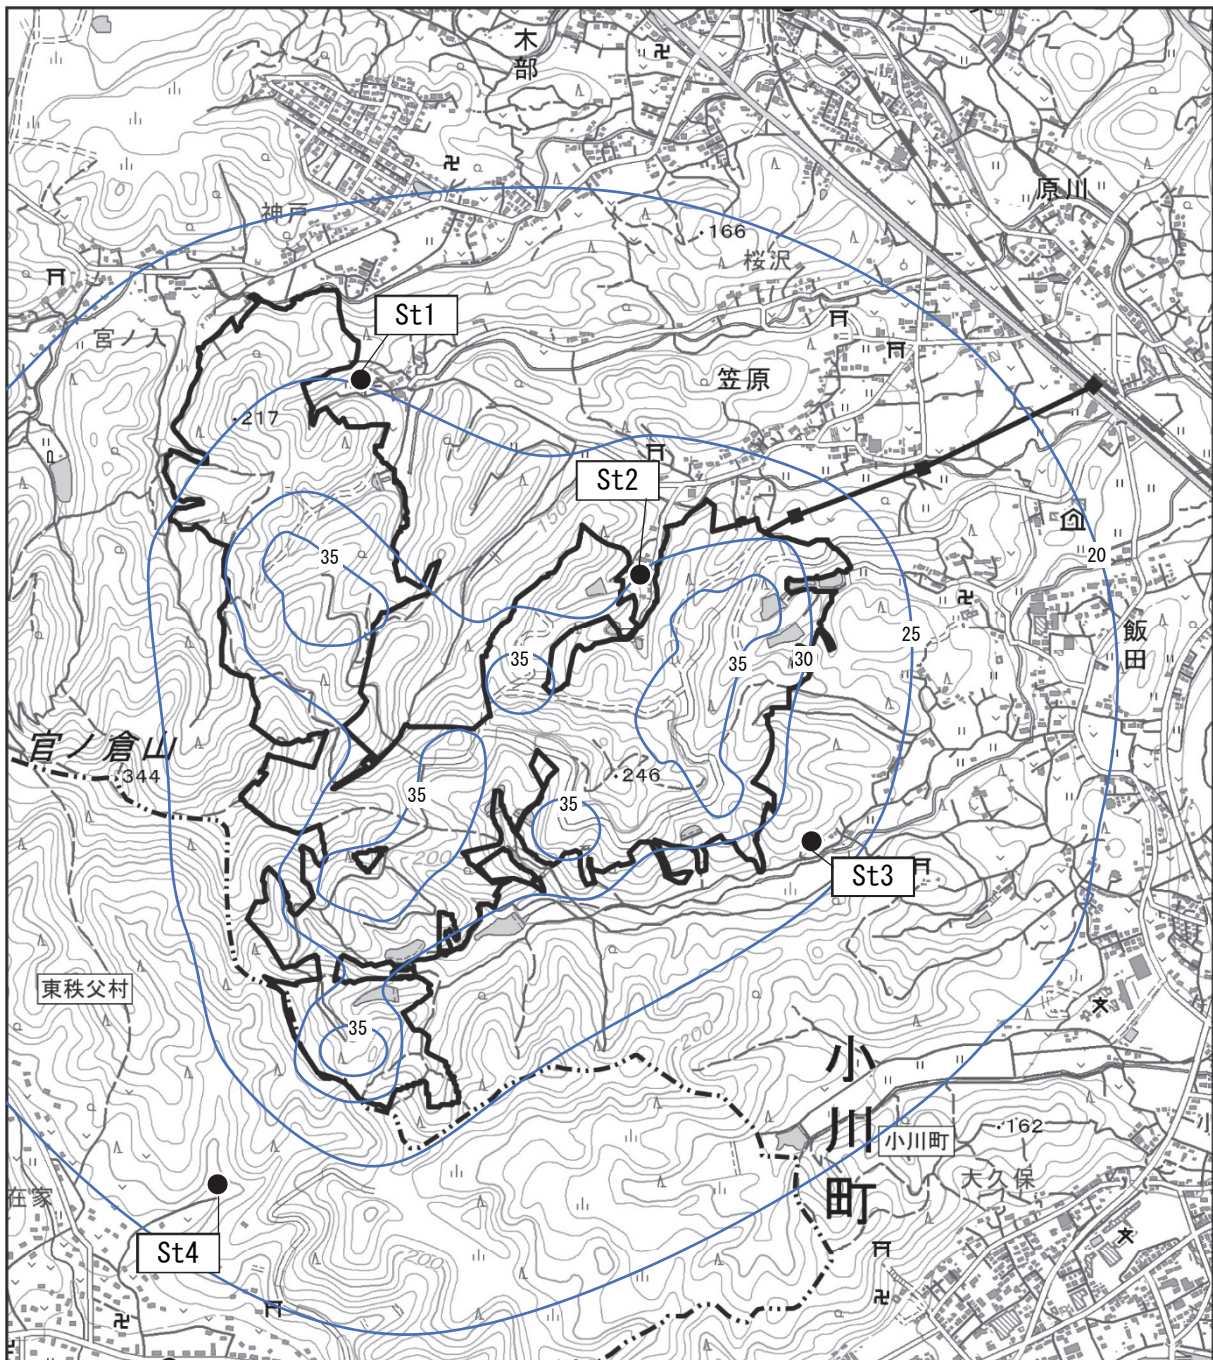 木部
原川
神戸
・166
桜沢
St1
宮ノ入
笠原
・217
St2
150
35
20
飯田
25
35
35
30
官ノ倉山
・344
・246
35
35
200
St3
東秩父村
35
200
小川町
小川町
・162
大久保
在家
St4
200